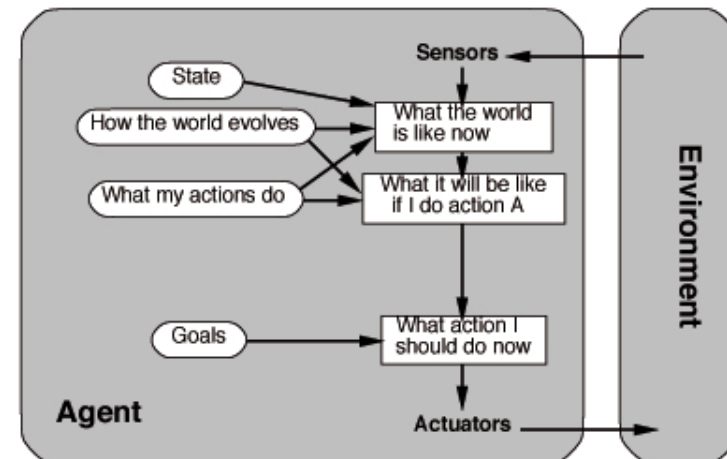 Sensors
State
What the world
is like now
How the world evolves
What my actions do
What it will be like
if I do action A
Goals
What action I
should do now
Agent
Actuators
Environment